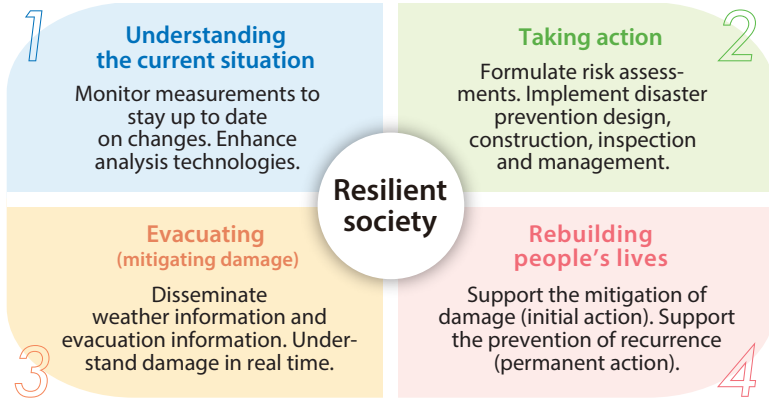 1
Understanding
the current situation
Monitor measurements to
stay up to date
on changes. Enhance
analysis technologies.
2
Taking action
Formulate risk assess-
ments. Implement disaster
prevention design,
construction, inspection
and management.
Resilient
society
3
Evacuating
(mitigating damage)
Disseminate
weather information and
evacuation information. Under-
stand damage in real time.
4
Rebuilding
people's lives
Support the mitigation of
damage (initial action). Support
the prevention of recurrence
(permanent action).